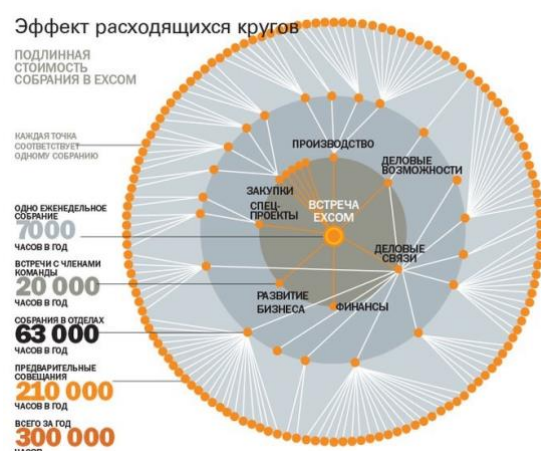 Эффект расходящихся кругов
ПОДЛИННАЯ
СТОИМОСТЬ
СОБРАНИЯ В EXCOM
КАЖДАЯ ТОЧКА
СООТВЕТСТВУЕТ
ОДНОМУ СОБРАНИЮ
ПРОИЗВОДСТВО
ДЕЛОВЫЕ
ВОЗМОЖНОСТИ
ЗАКУПКИ
СПЕЦ-
ПРОЕКТЫ
ВСТРЕЧА
EXCOM
ДЕЛОВЫЕ
СВЯЗИ
РАЗВИТИЕ
БИЗНЕСА
ФИНАНСЫ
ОДНО ЕЖЕНЕДЕЛЬНОЕ
СОБРАНИЕ
7000
ЧАСОВ В ГОД
ВСТРЕЧИ С ЧЛЕНАМИ
КОМАНДЫ
20 000
ЧАСОВ В ГОД
СОБРАНИЯ В ОТДЕЛАХ
63 000
ЧАСОВ В ГОД
ПРЕДВАРИТЕЛЬНЫЕ
СОВЕЩАНИЯ
210 000
ЧАСОВ В ГОД
ВСЕГО ЗА ГОД
300 000